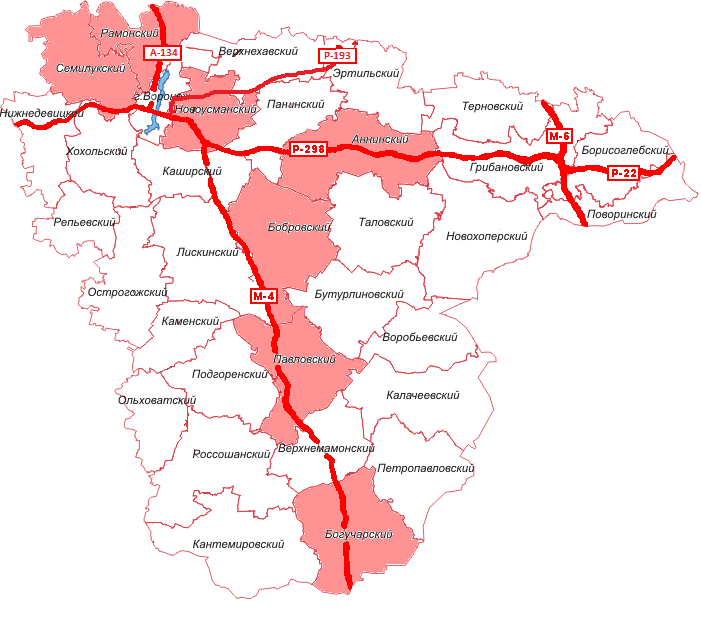 Рамонский
А-134
Верхнехавский
Р-193
Семилукский
Эртильский
г.Воронеж
Нижнедевицкий
Новоусманский
Панинский
Терновский
М-6
Аннинский
Р-298
Хохольский
Борисоглебский
Каширский
Грибановский
Р-22
Репьевский
Бобровский
Таловский
Поворинский
Новохоперский
Лискинский
Острогожский
М-4
Бутурлиновский
Каменский
Воробьевский
Павловский
Подгоренский
Ольховатский
Калачеевский
Россошанский
Верхнемамонский
Петропавловский
Богучарский
Кантемировский